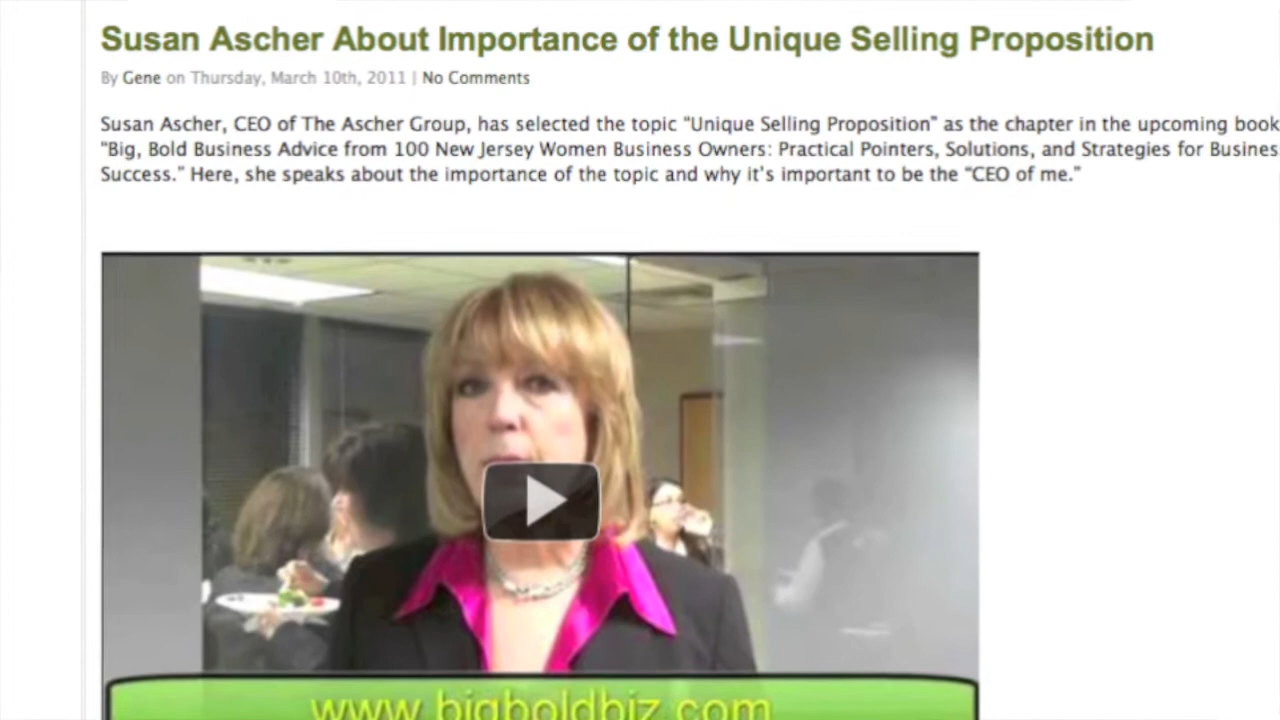 Susan Ascher About Importance of the Unique Selling Proposition
By Gene on Thursday, March 10th, 2011 | No Comments
Susan Ascher, CEO of The Ascher Group, has selected the topic “Unique Selling Proposition” as the chapter in the upcoming book
“Big, Bold Business Advice from 100 New Jersey Women Business Owners: Practical Pointers, Solutions, and Strategies for Busines
Success.” Here, she speaks about the importance of the topic and why it’s important to be the “CEO of me.”
www.bigboldbiz.com